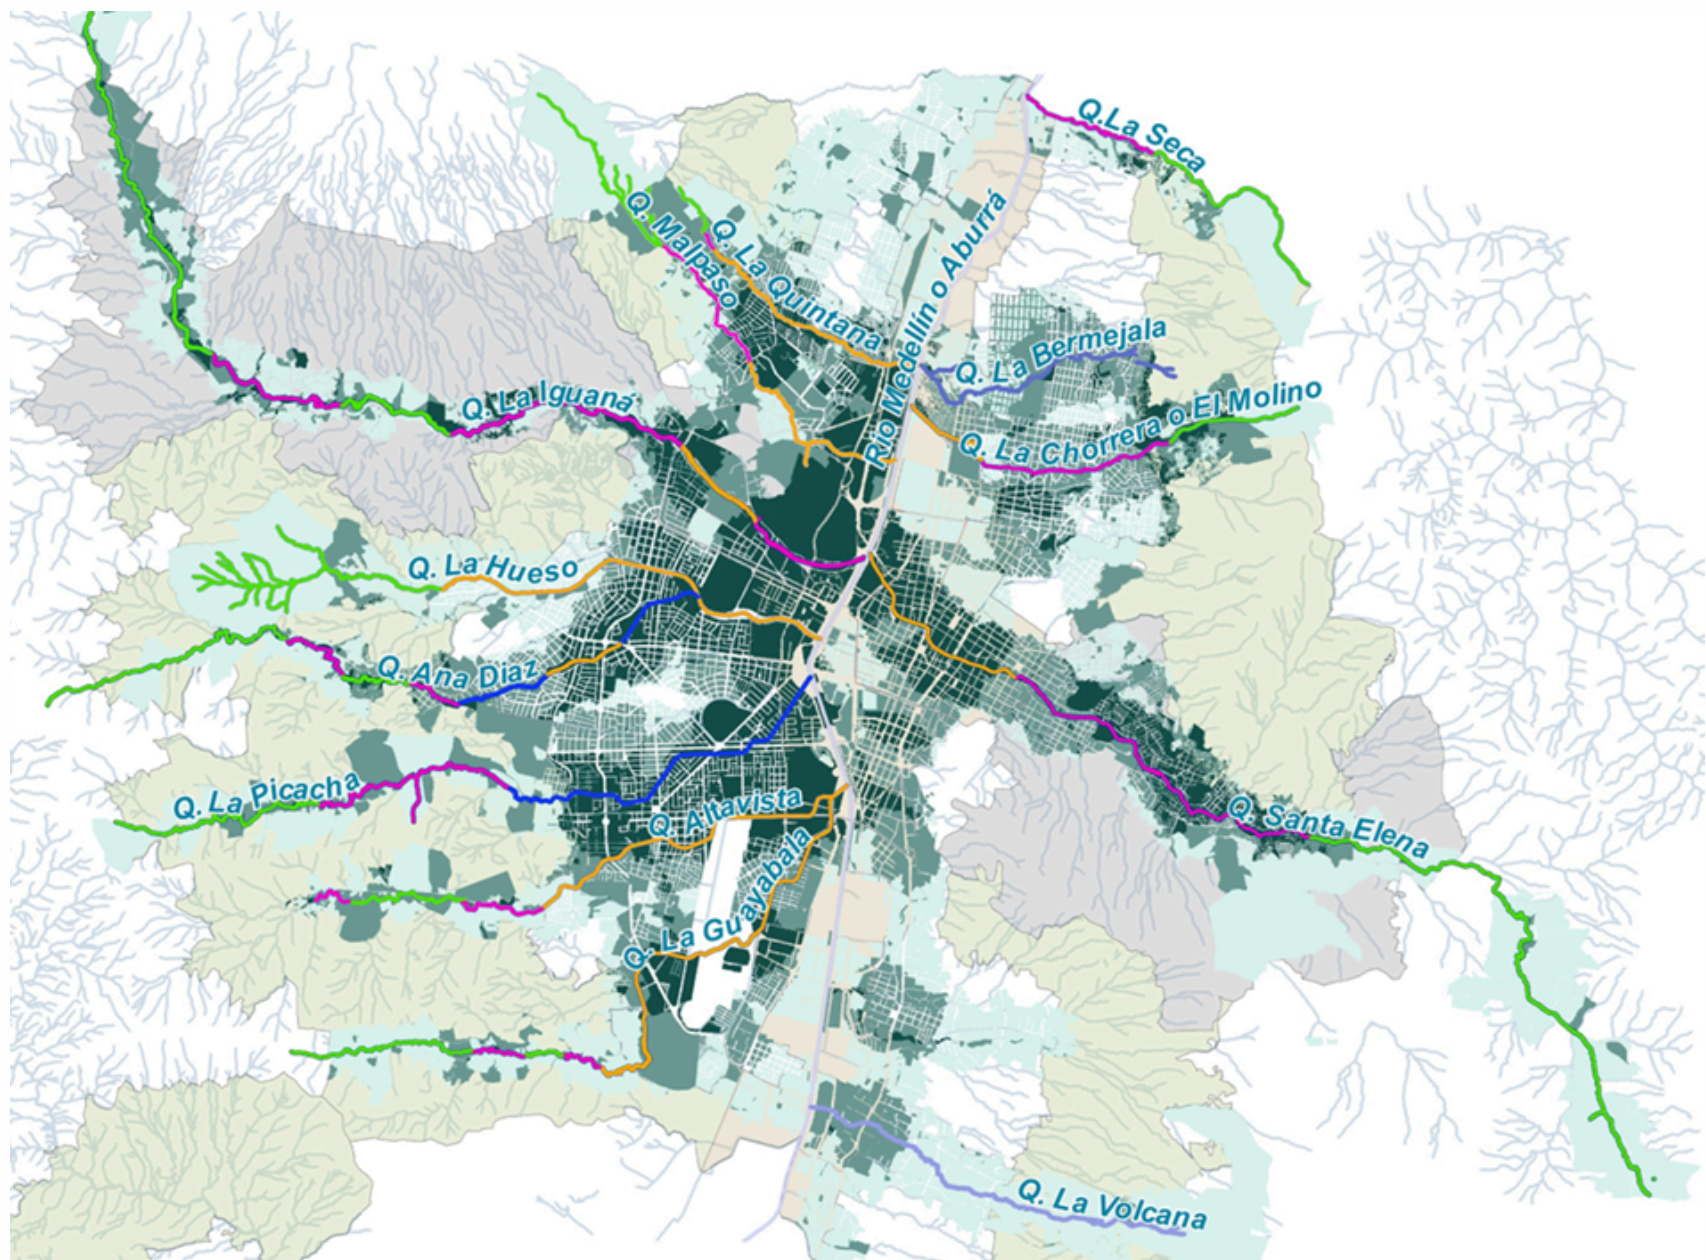 Q.La Seca
Q. Malpaso
Q. La Quintana
Río Medellín o Aburrá
Q. La Bermejala
Q. La Iguaná
Q. La Chorrera o El Molino
Q. La Hueso
Q. Ana Díaz
Q. La Picacha
Q. Altavista
Q. Santa Elena
Q. La Guayabala
Q. La Volcana